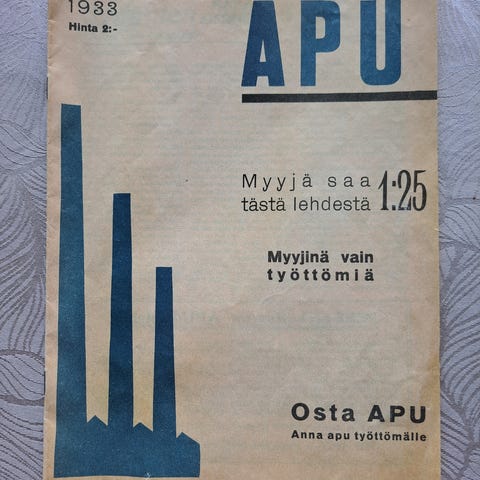 1933
Hinta 2:-
APU
Myyjä saa
tästä lehdestä 1:25
Myyjinä vain
työttömiä
Osta APU
Anna apu työttömälle